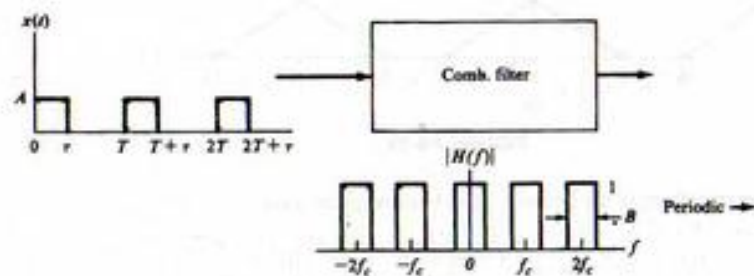 x(t)
A
0 τ T T + τ 2T 2T + τ
Comb. filter
|H(f)|
1
B
Periodic
−2f_c −f_c 0 f_c 2f_c
f